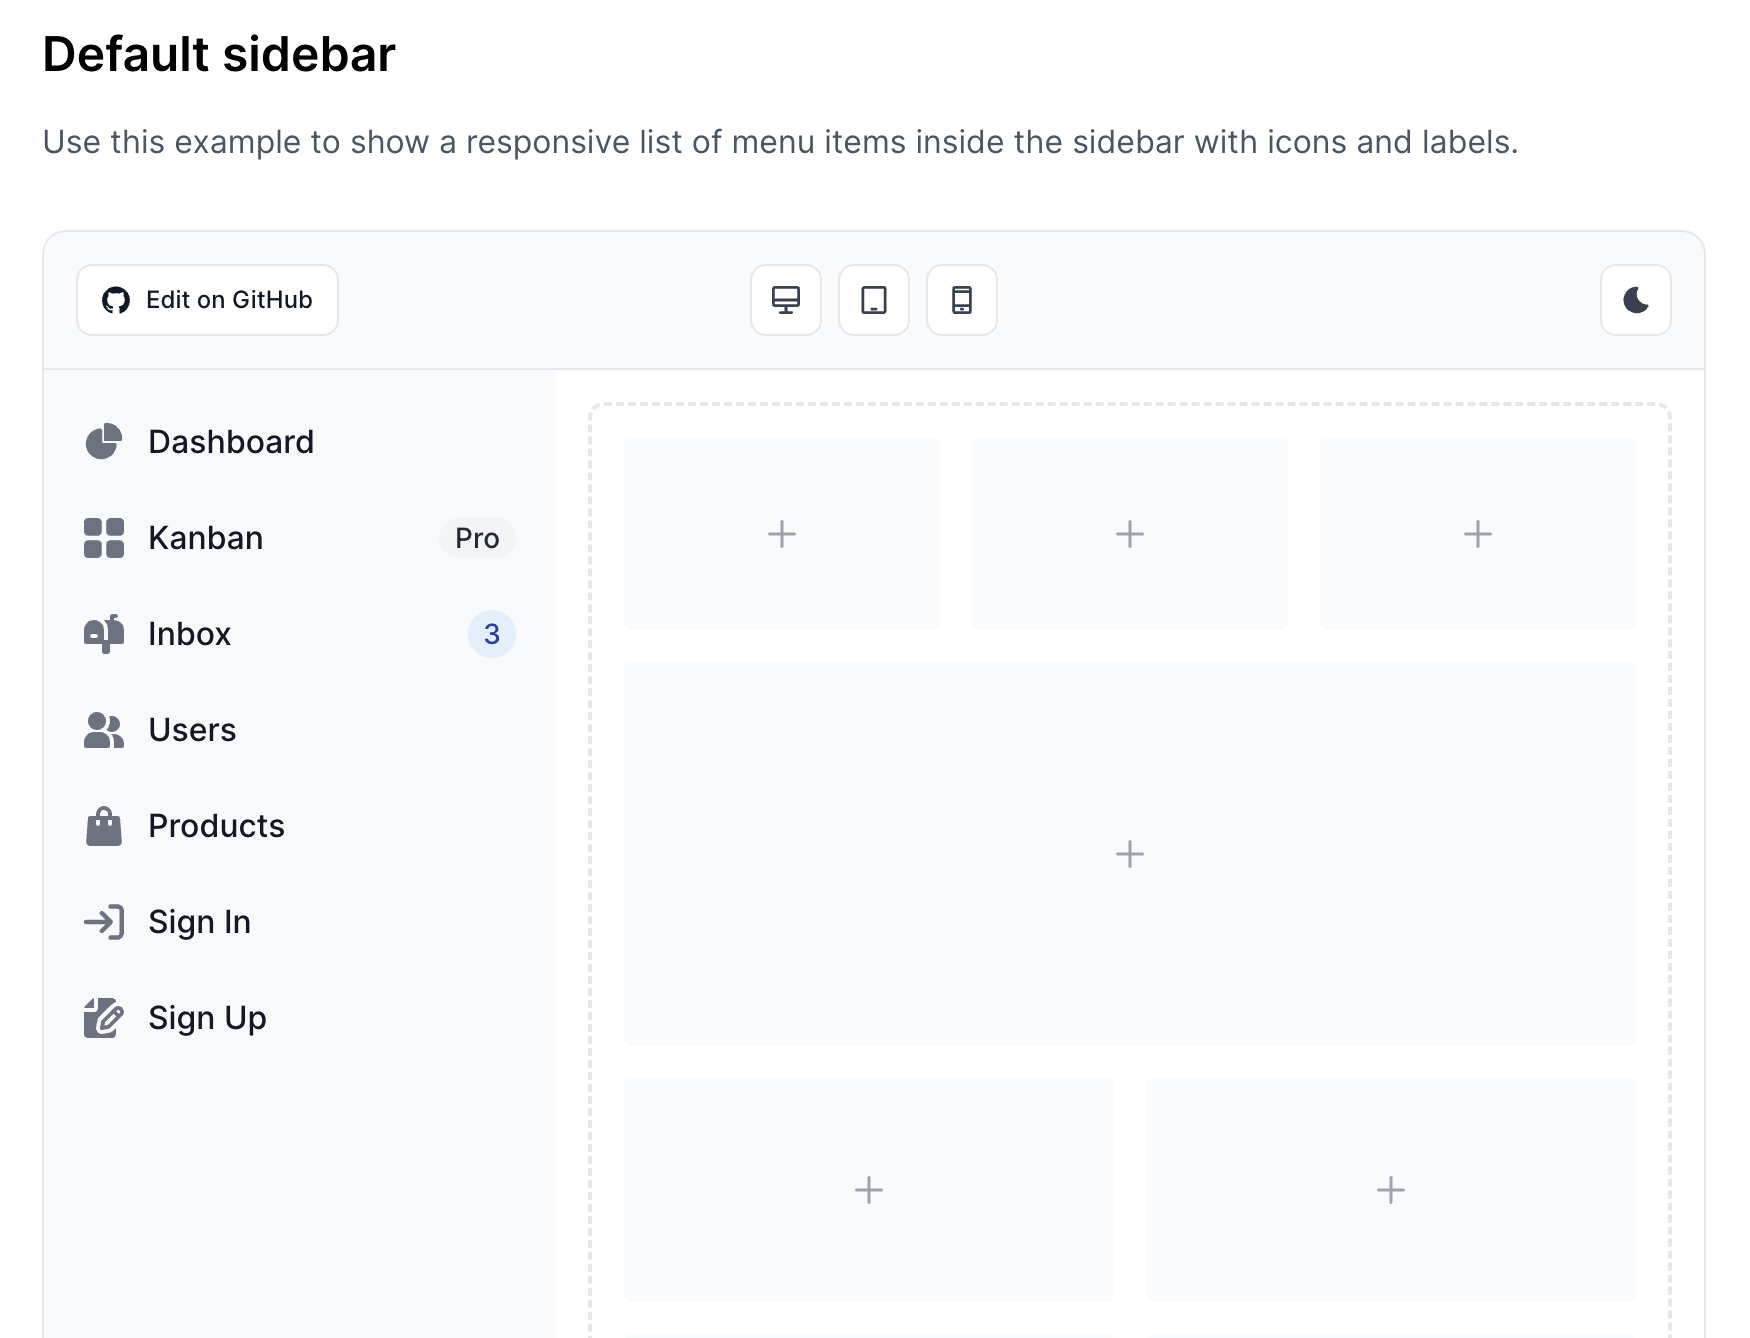 Default sidebar
Use this example to show a responsive list of menu items inside the sidebar with icons and labels.
Edit on GitHub
Dashboard
Kanban Pro
Inbox 3
Users
Products
Sign In
Sign Up